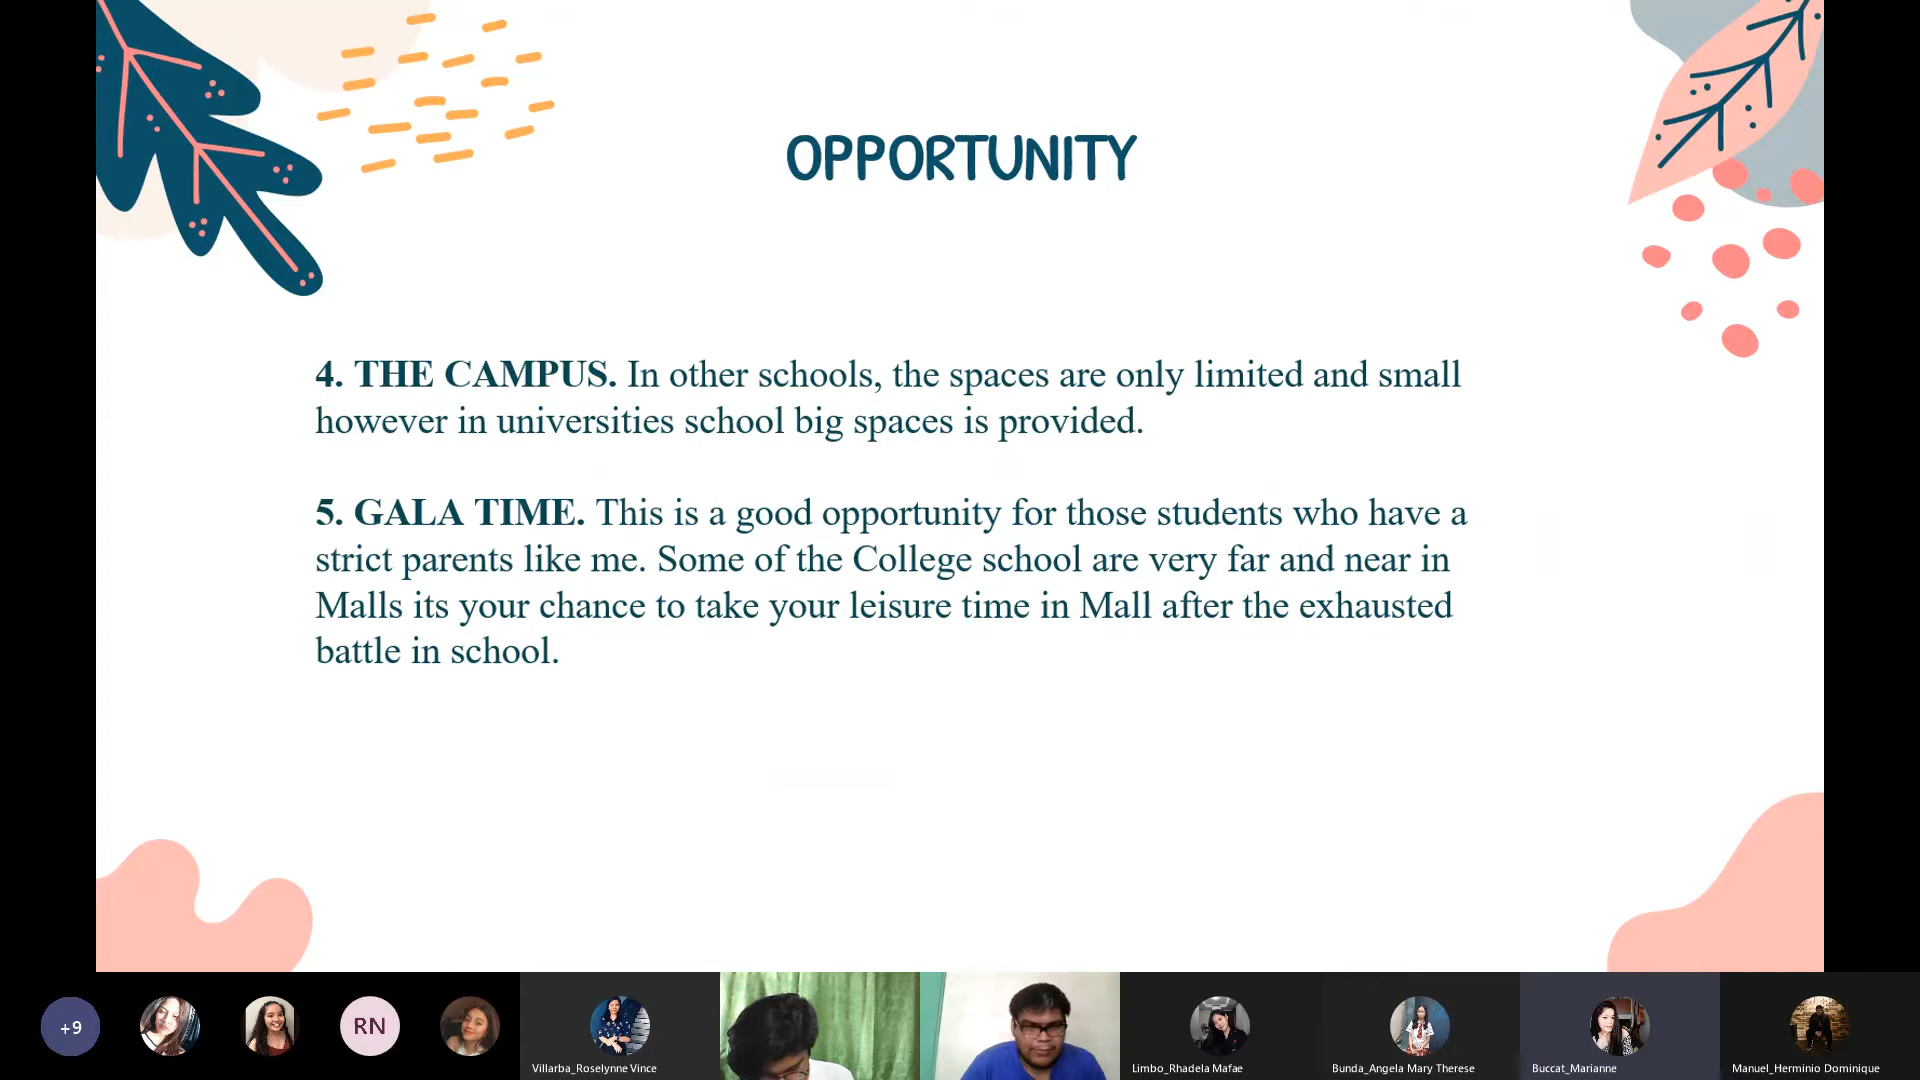 OPPORTUNITY
4. THE CAMPUS. In other schools, the spaces are only limited and small
however in universities school big spaces is provided.
5. GALA TIME. This is a good opportunity for those students who have a
strict parents like me. Some of the College school are very far and near in
Malls its your chance to take your leisure time in Mall after the exhausted
battle in school.
+9
RN
Villarba_Roselynne Vince
Limbo_Rhadela Mafae
Bunda_Angela Mary Therese
Buccat_Marianne
Manuel_Herminio Dominique